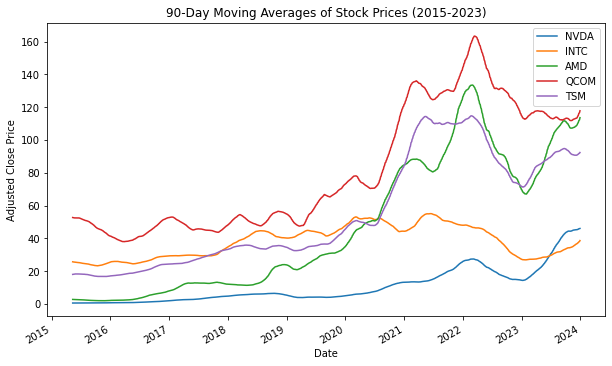 90-Day Moving Averages of Stock Prices (2015-2023)
NVDA
INTC
AMD
QCOM
TSM
Adjusted Close Price
160
140
120
100
80
60
40
20
0
2015
2016
2017
2018
2019
2020
2021
2022
2023
2024
Date